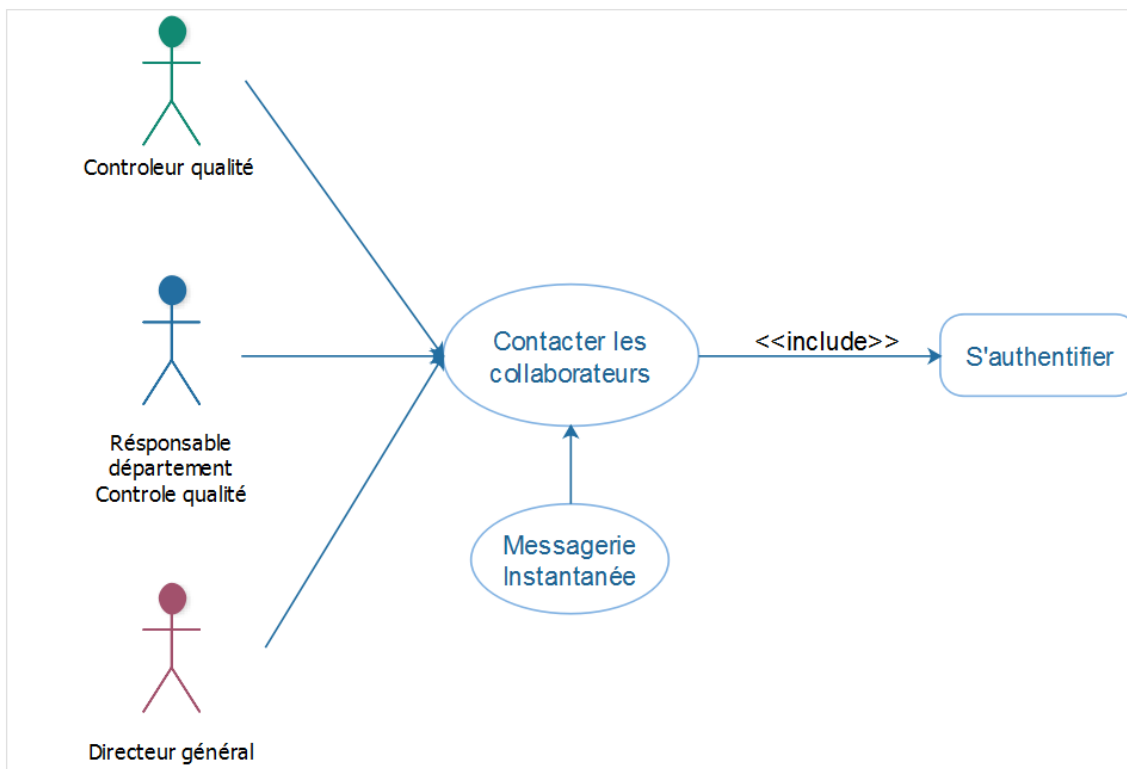 Controleur qualité
Résponsable
département
Controle qualité
Directeur général
Contacter les
collaborateurs
Messagerie
Instantanée
<<include>>
S'authentifier